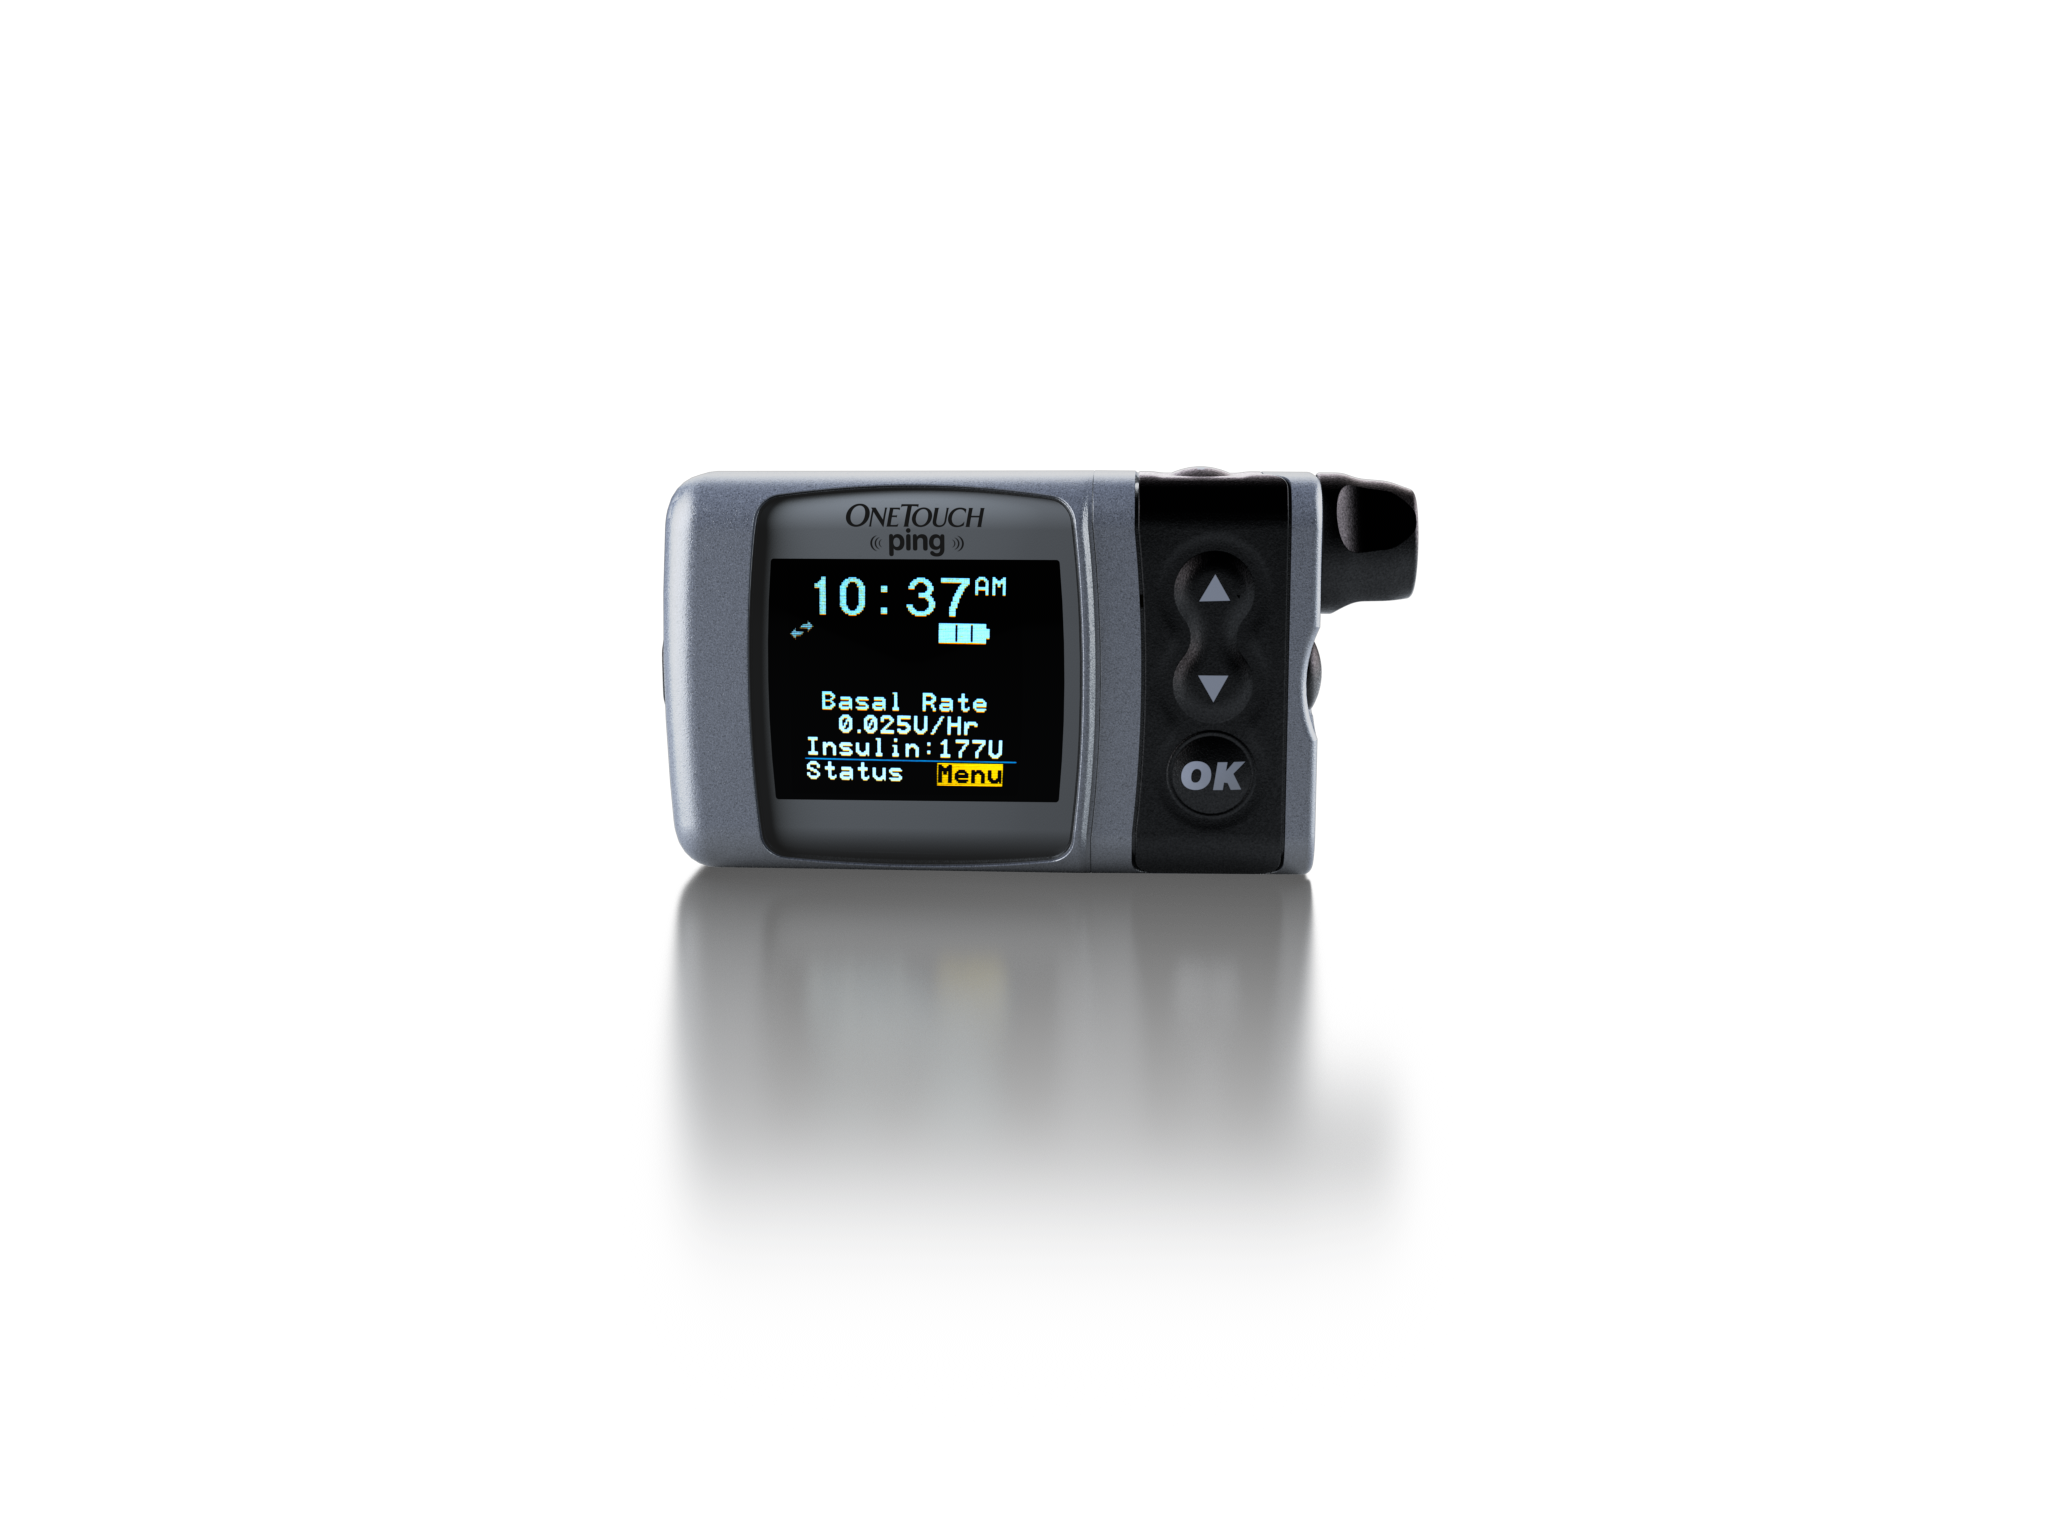 ONETOUCH
ping
10:37AM
Basal Rate
0.025U/Hr
Insulin:177U
Status Menu
OK